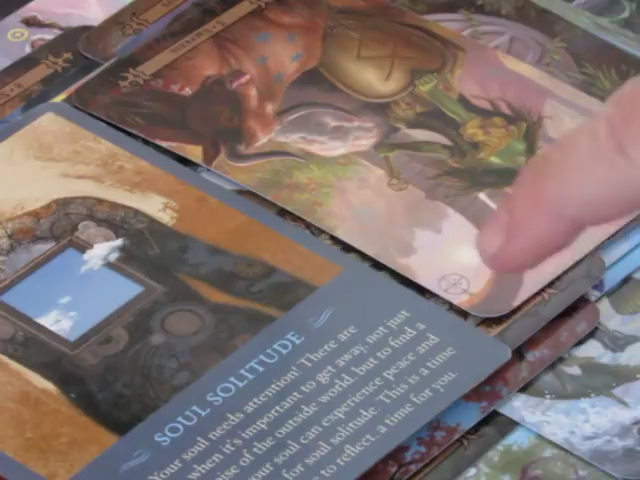 SOUL SOLITUDE
Your soul needs attention! There are
when it's important to get away, not just
ise of the outside world, but to find a
our soul can experience peace and
for soul solitude. This is a time
e to reflect, a time for you.